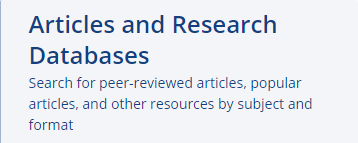 Articles and Research
Databases
Search for peer-reviewed articles, popular
articles, and other resources by subject and
format